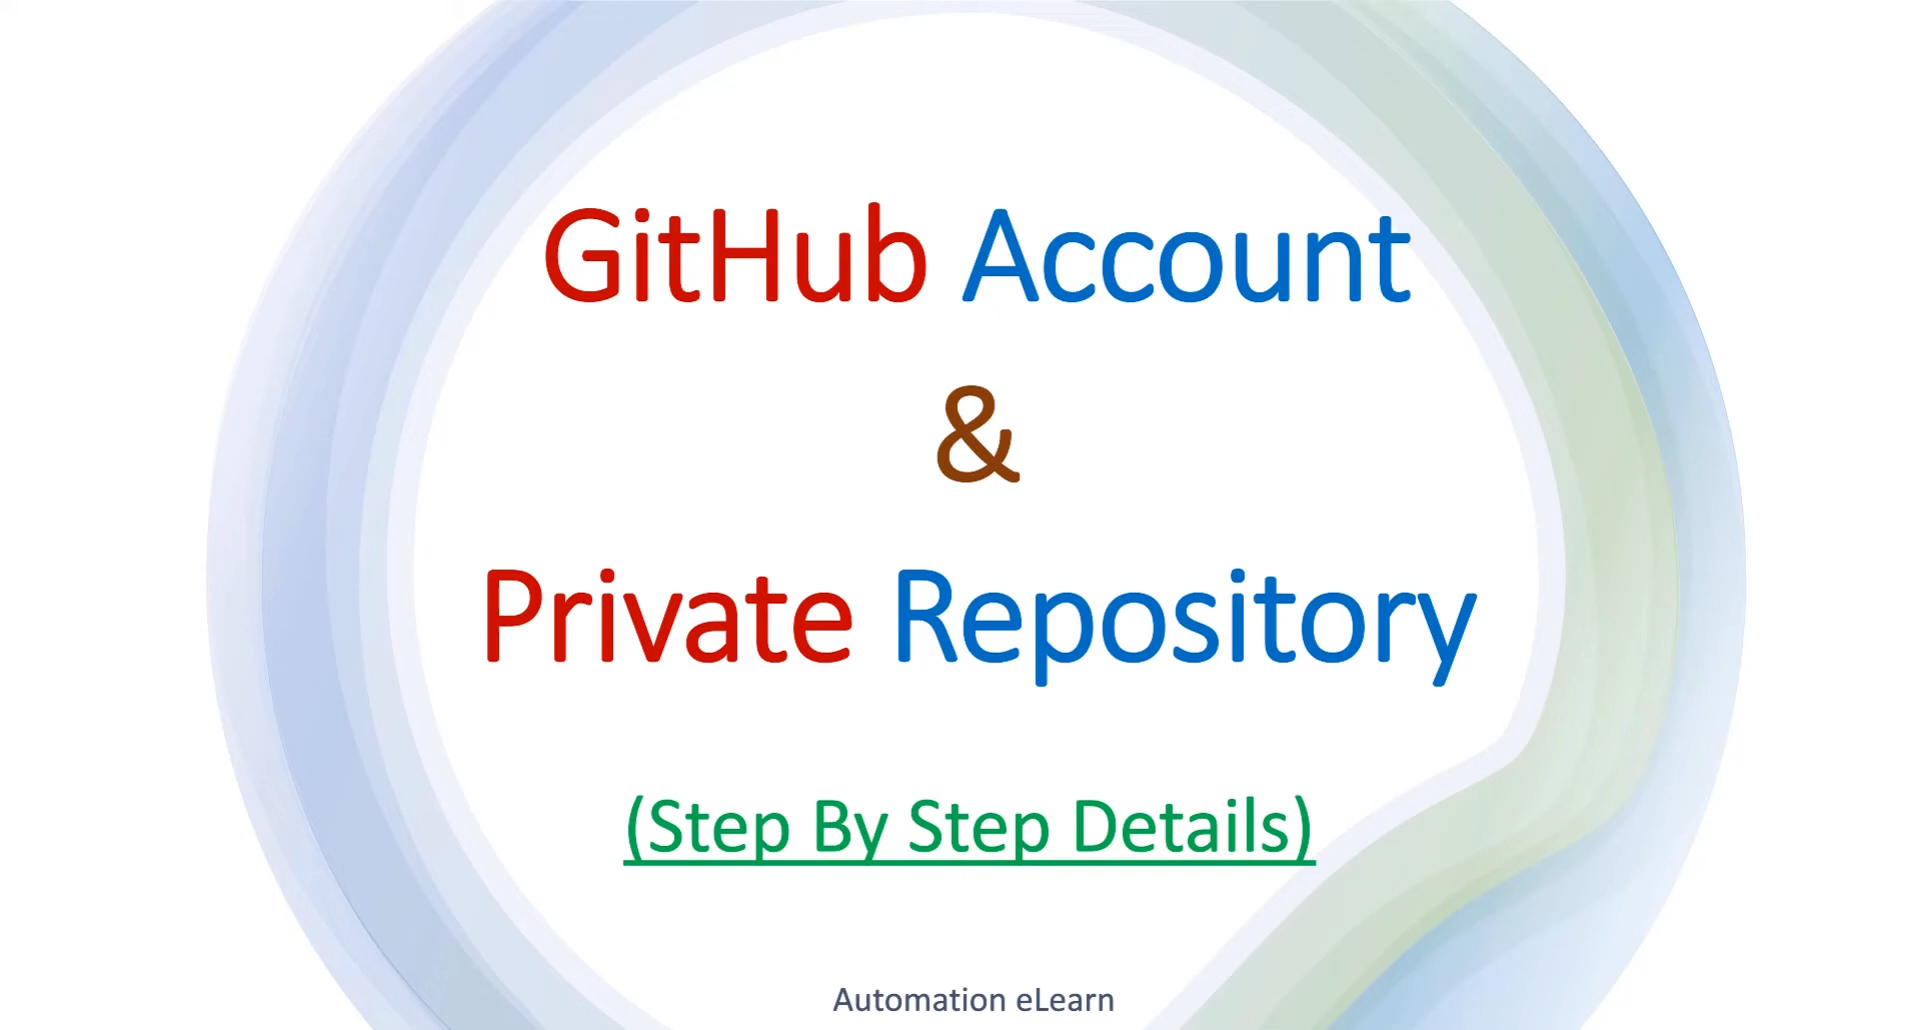 GitHub Account
&
Private Repository
(Step By Step Details)
Automation eLearn